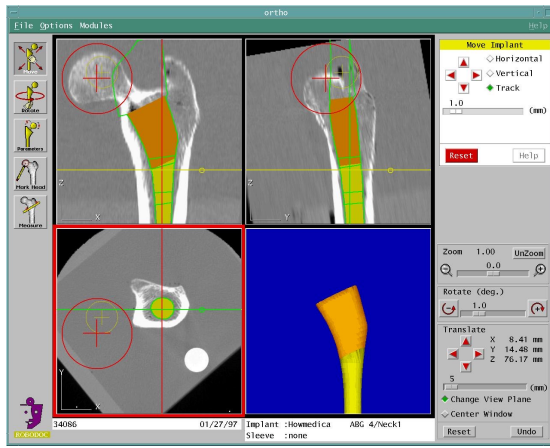 ortho
File Options Modules
Help
Move
Rotate
Parameters
Mark Head
Measure
Z
X
Z
Y
Y
X
Move Implant
Horizontal
Vertical
Track
1.0
(mm)
Reset
Help
Zoom 1.00 UnZoom
0.0
Rotate (deg.)
1.0
Translate
X 8.41 mm
Y 14.48 mm
Z 76.17 mm
5
(mm)
Change View Plane
Center Window
Reset
Undo
ROBODOC
34086 01/27/97
Implant :Howmedica ABG 4/Neck1
Sleeve :none